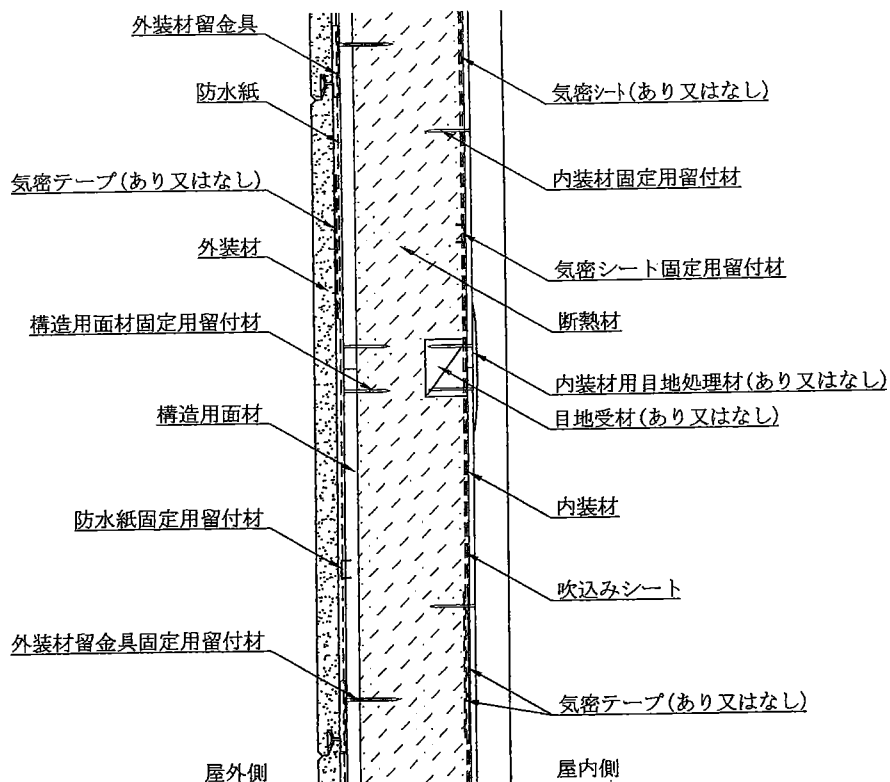 外装材留金具
防水紙
気密テープ(あり又はなし)
外装材
構造用面材固定用留付材
構造用面材
防水紙固定用留付材
外装材留金具固定用留付材
屋外側
気密シート(あり又はなし)
内装材固定用留付材
気密シート固定用留付材
断熱材
内装材用目地処理材(あり又はなし)
目地受材(あり又はなし)
内装材
吹込みシート
気密テープ(あり又はなし)
屋内側